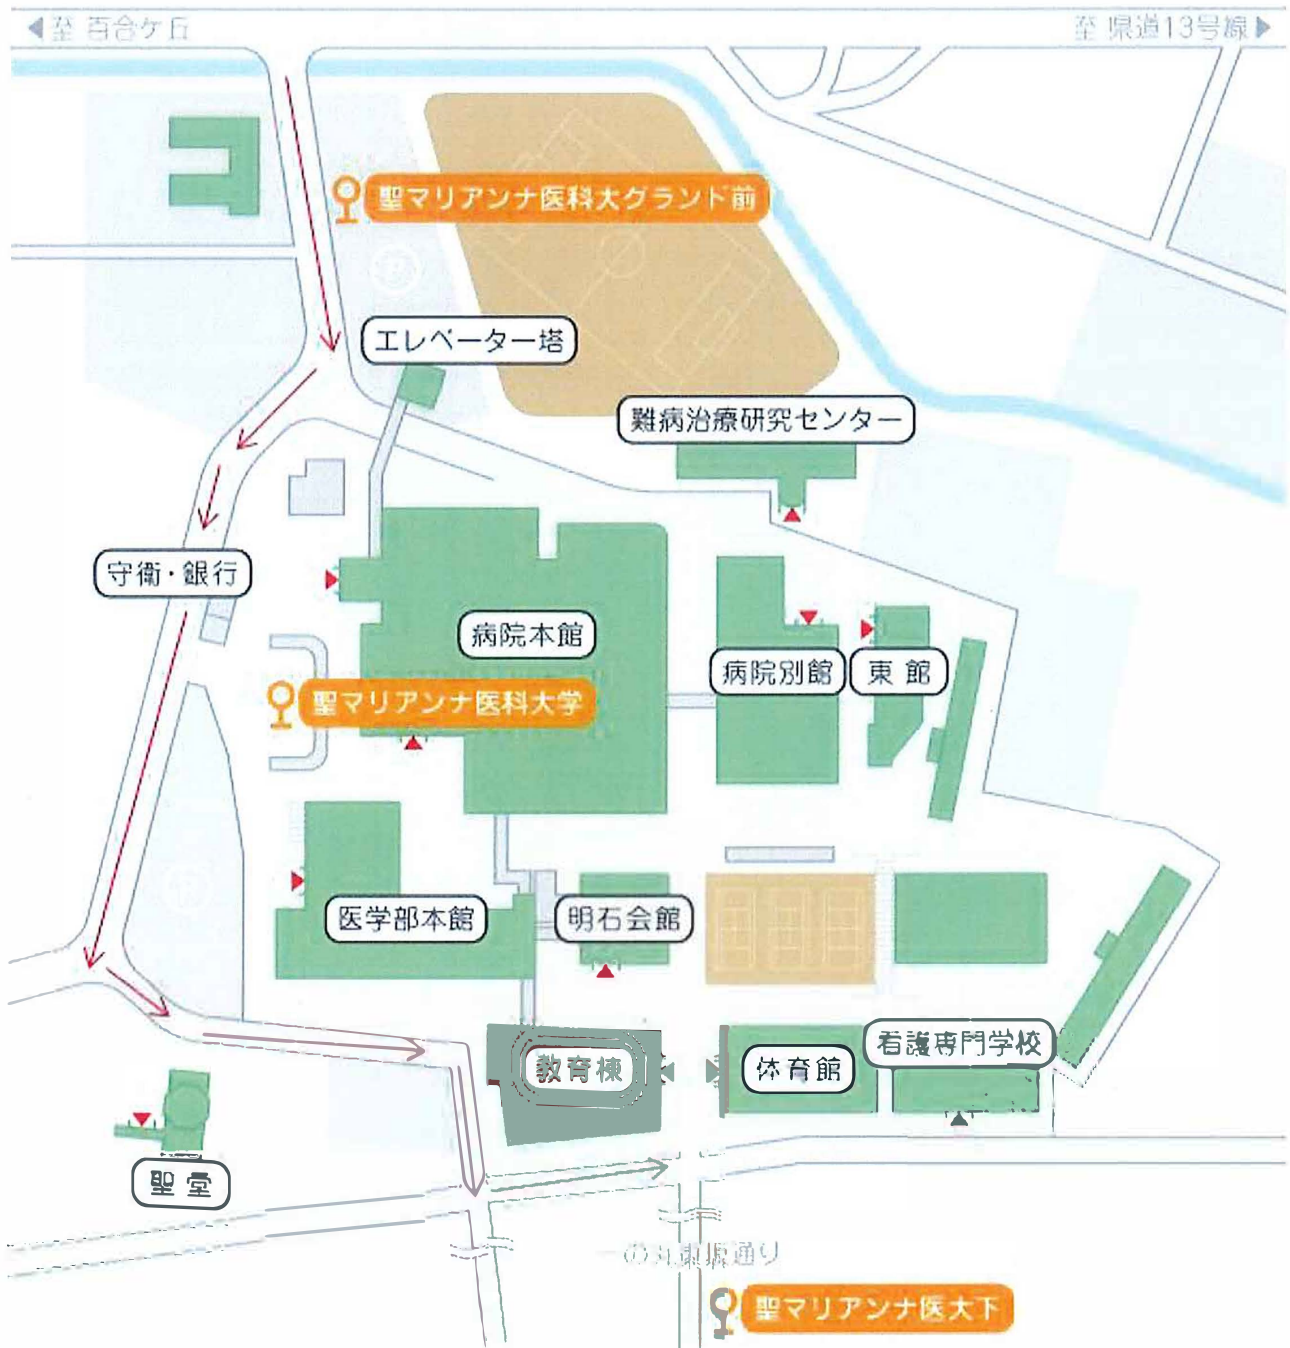 至 百合ケ丘
至 県道13号線
聖マリアンナ医科大グランド前
エレベーター塔
難病治療研究センター
守衛・銀行
病院本館
病院別館
東館
聖マリアンナ医科大学
医学部本館
明石会館
教育棟
体育館
看護専門学校
聖堂
通り
聖マリアンナ医大下